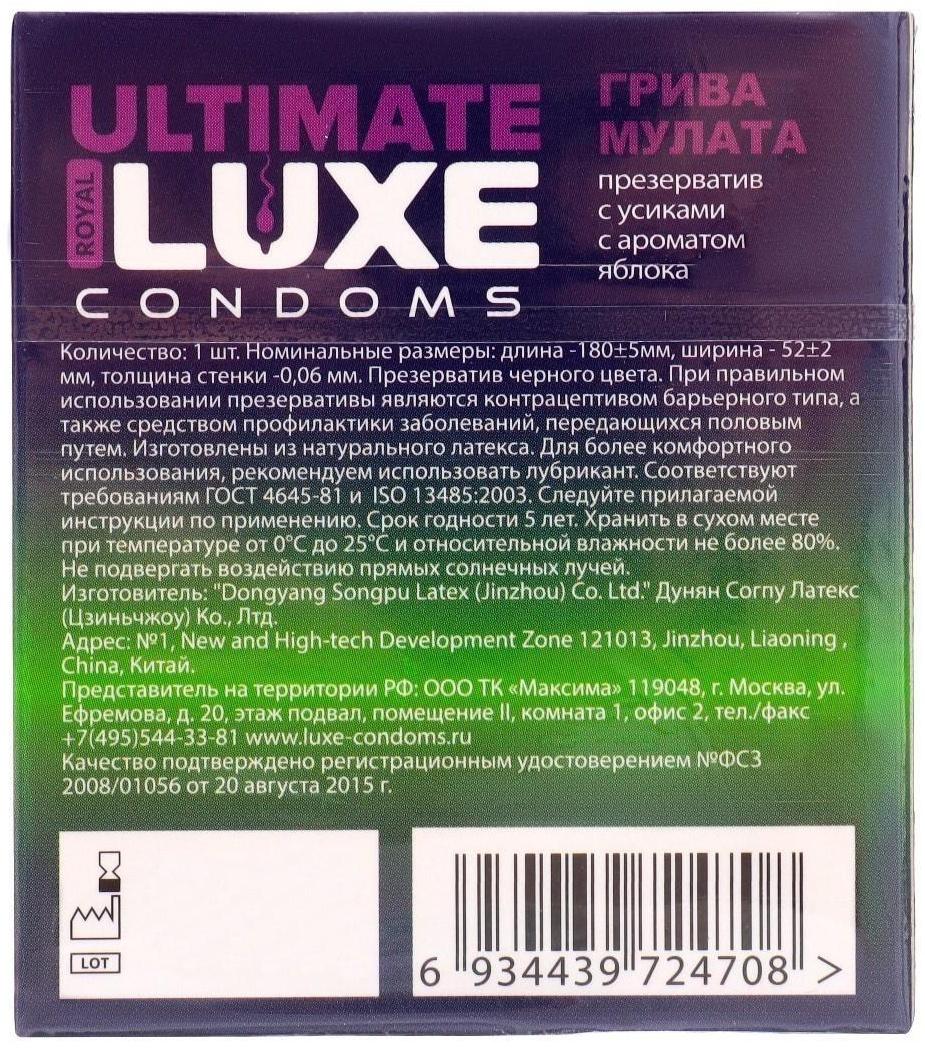 ULTIMATE
ROYAL
LUXE
CONDOMS
ГРИВА
МУЛАТА
презерватив
с усиками
с ароматом
яблока
Количество: 1 шт. Номинальные размеры: длина -180±5мм, ширина - 52±2
мм, толщина стенки -0,06 мм. Презерватив черного цвета. При правильном
использовании презервативы являются контрацептивом барьерного типа, а
также средством профилактики заболеваний, передающихся половым
путем. Изготовлены из натурального латекса. Для более комфортного
использования, рекомендуем использовать лубрикант. Соответствуют
требованиям ГОСТ 4645-81 и ISO 13485:2003. Следуйте прилагаемой
инструкции по применению. Срок годности 5 лет. Хранить в сухом месте
при температуре от 0°С до 25°С и относительной влажности не более 80%.
Не подвергать воздействию прямых солнечных лучей.
Изготовитель: "Dongyang Songpu Latex (Jinzhou) Co. Ltd." Дунян Согпу Латекс
(Цзиньчжоу) Ко., Лтд.
Адрес: №1, New and High-tech Development Zone 121013, Jinzhou, Liaoning ,
China, Китай.
Представитель на территории РФ: ООО ТК «Максима» 119048, г. Москва, ул.
Ефремова, д. 20, этаж подвал, помещение II, комната 1, офис 2, тел./факс
+7(495)544-33-81 www.luxe-condoms.ru
Качество подтверждено регистрационным удостоверением №ФСЗ
2008/01056 от 20 августа 2015 г.
LOT
6 934439 724708 >